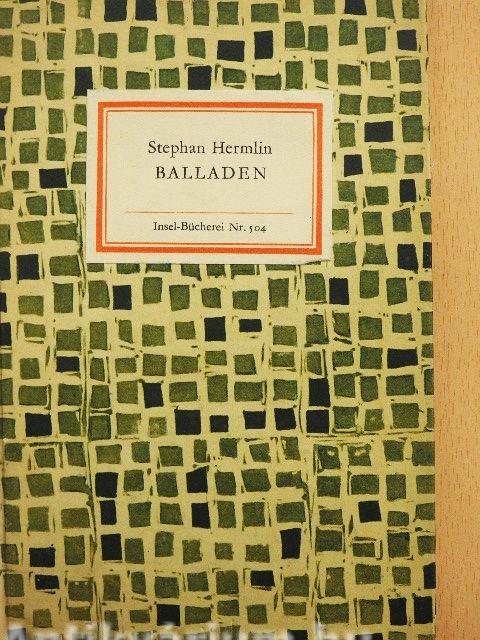 Stephan Hermlin
BALLADEN
Insel-Bücherei Nr. 504